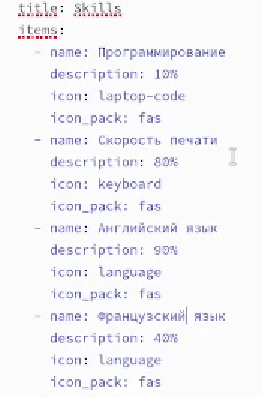 title: Skills
items:
- name: Программирование
description: 10%
icon: laptop-code
icon_pack: fas
- name: Скорость печати
description: 80%
icon: keyboard
icon_pack: fas
- name: Английский язык
description: 90%
icon: language
icon_pack: fas
- name: Французский язык
description: 40%
icon: language
icon_pack: fas